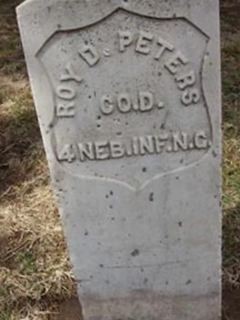 ROY D. PETERS
CO.D.
4 NEB.INF.N.G.